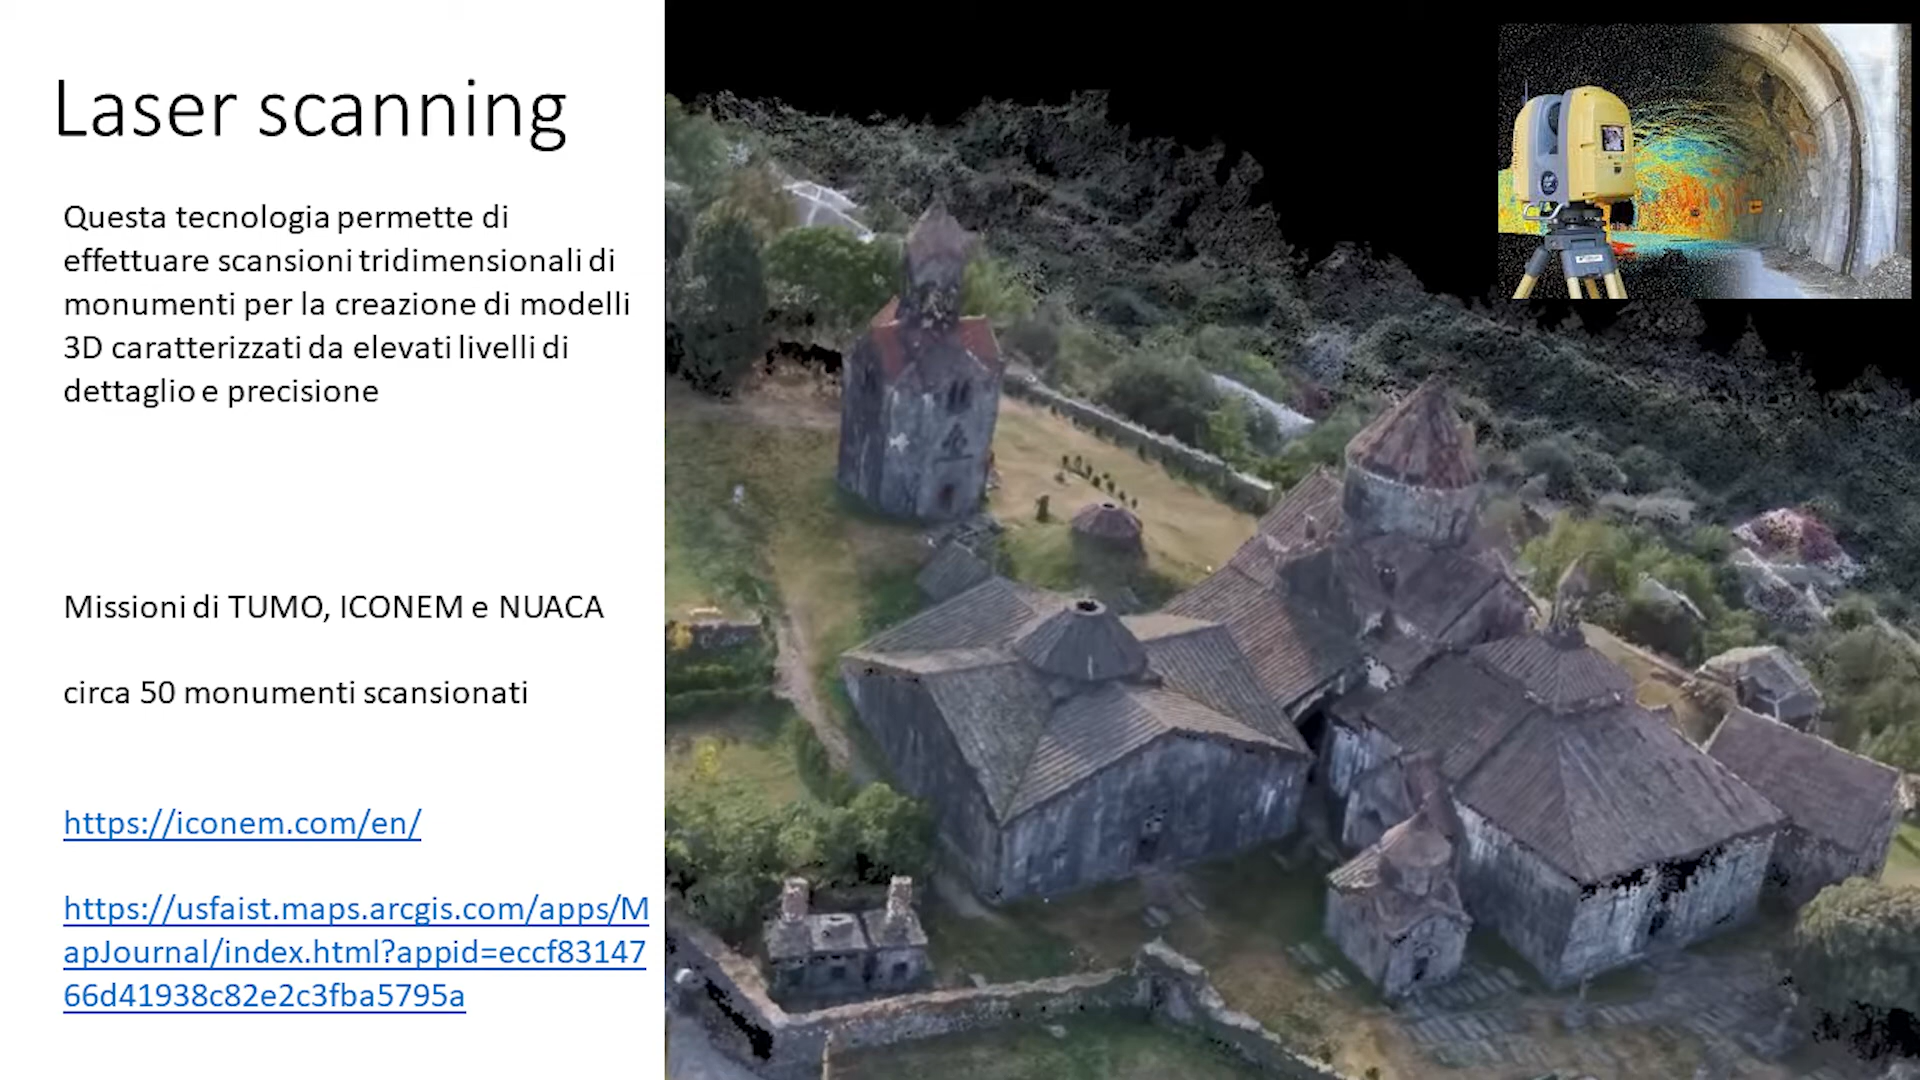 Laser scanning
Questa tecnologia permette di
effettuare scansioni tridimensionali di
monumenti per la creazione di modelli
3D caratterizzati da elevati livelli di
dettaglio e precisione
Missioni di TUMO, ICONEM e NUACA
circa 50 monumenti scansionati
https://iconem.com/en/
https://usfaist.maps.arcgis.com/apps/M
apJournal/index.html?appid=eccf83147
66d41938c82e2c3fba5795a